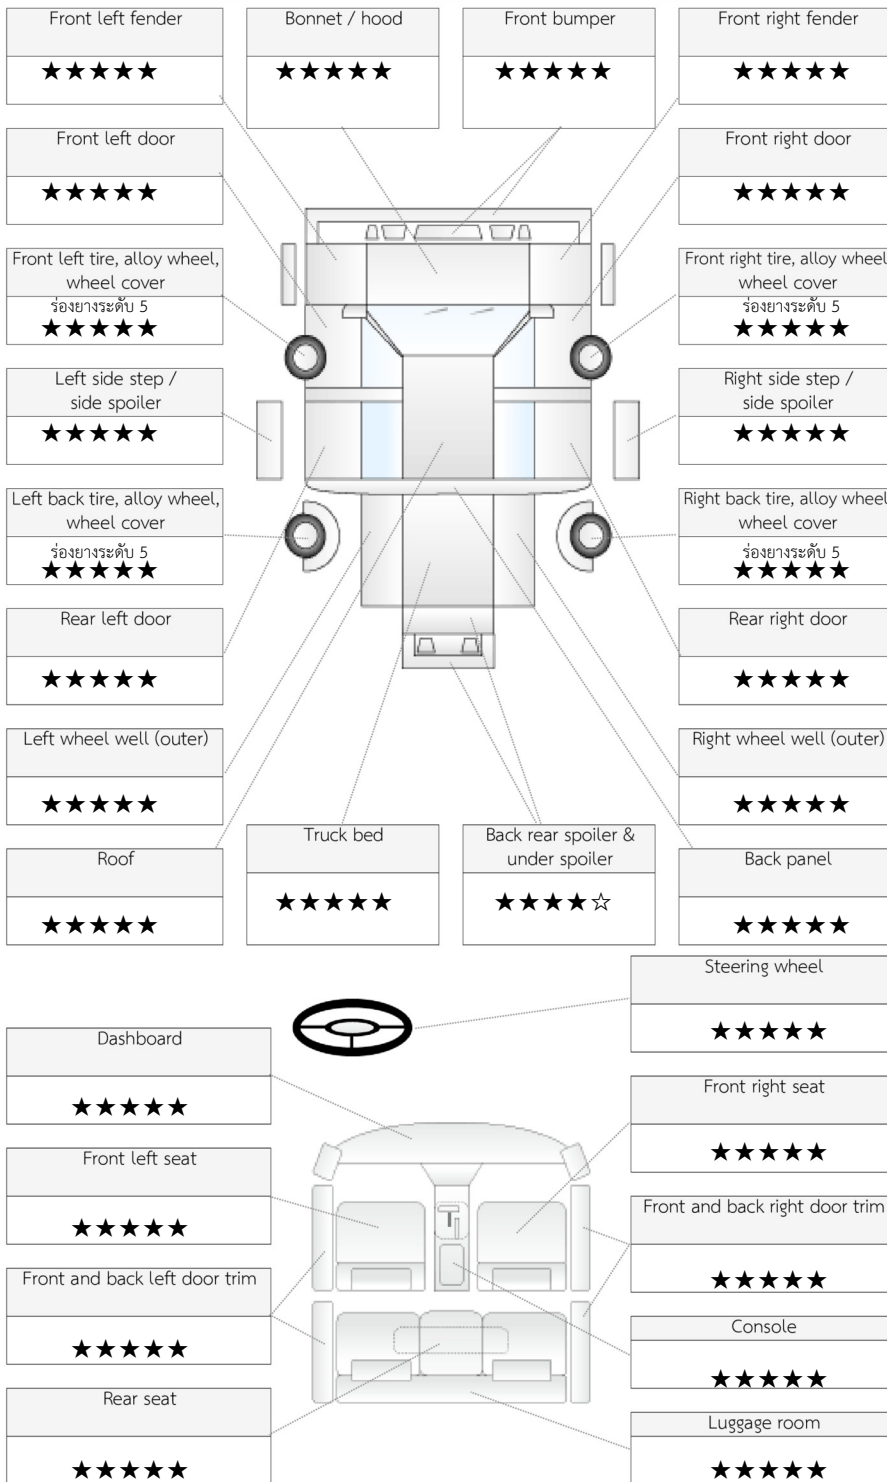 Front left fender
★★★★★
Bonnet / hood
★★★★★
Front bumper
★★★★★
Front right fender
★★★★★
Front left door
★★★★★
Front right door
★★★★★
Front left tire, alloy wheel,
wheel cover
ร่องยางระดับ 5
★★★★★
Front right tire, alloy wheel
wheel cover
ร่องยางระดับ 5
★★★★★
Left side step /
side spoiler
★★★★★
Right side step /
side spoiler
★★★★★
Left back tire, alloy wheel,
wheel cover
ร่องยางระดับ 5
★★★★★
Right back tire, alloy wheel
wheel cover
ร่องยางระดับ 5
★★★★★
Rear left door
★★★★★
Rear right door
★★★★★
Left wheel well (outer)
★★★★★
Right wheel well (outer)
★★★★★
Roof
★★★★★
Truck bed
★★★★★
Back rear spoiler &
under spoiler
★★★★☆
Back panel
★★★★★
Steering wheel
★★★★★
Dashboard
★★★★★
Front right seat
★★★★★
Front left seat
★★★★★
Front and back right door trim
★★★★★
Front and back left door trim
★★★★★
Console
★★★★★
Rear seat
★★★★★
Luggage room
★★★★★